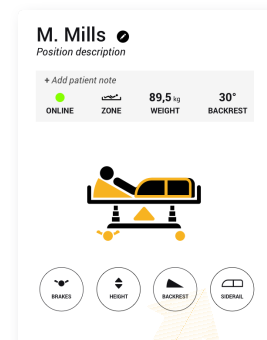 M. Mills
Position description
+ Add patient note
89,5 kg 30°
ONLINE ZONE WEIGHT BACKREST
BRAKES HEIGHT BACKREST SIDERAIL